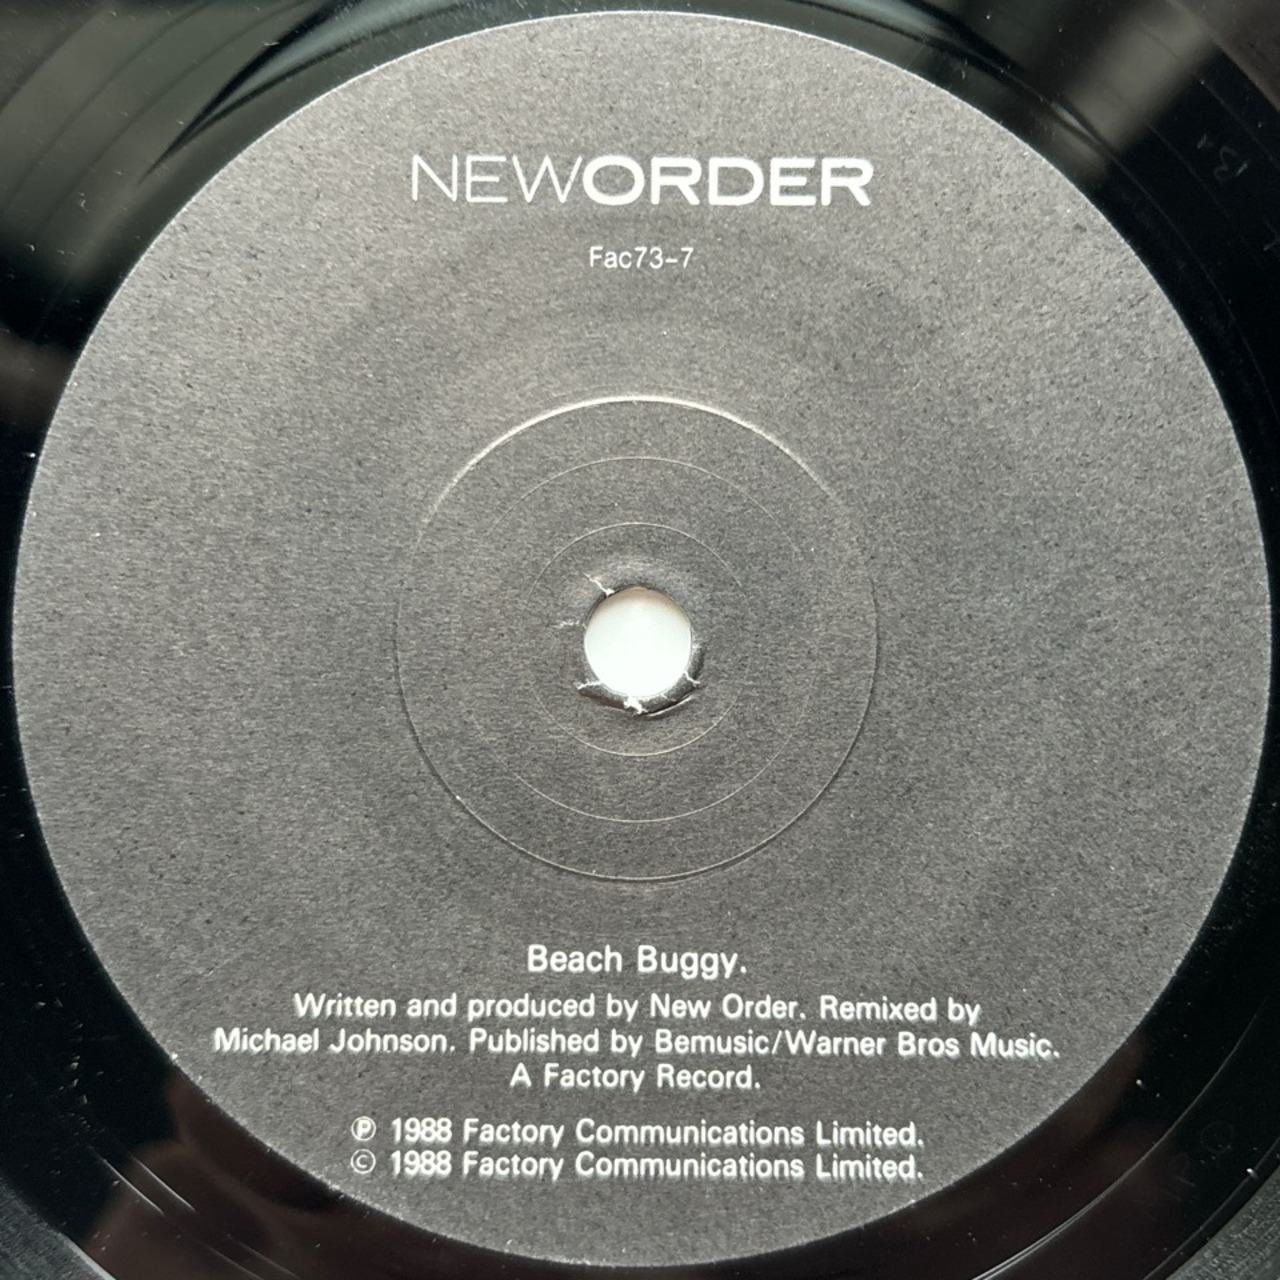 NEWORDER
Fac73-7
Beach Buggy.
Written and produced by New Order. Remixed by
Michael Johnson. Published by Bemusic/Warner Bros Music.
A Factory Record.
Ⓟ 1988 Factory Communications Limited.
© 1988 Factory Communications Limited.